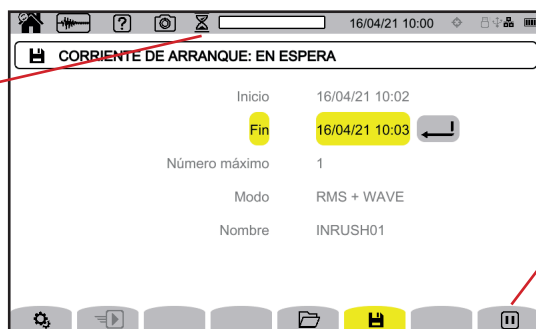 ?
16/04/21 10:00
CORRIENTE DE ARRANQUE: EN ESPERA
Inicio 16/04/21 10:02
Fin 16/04/21 10:03
Número máximo 1
Modo RMS + WAVE
Nombre INRUSH01